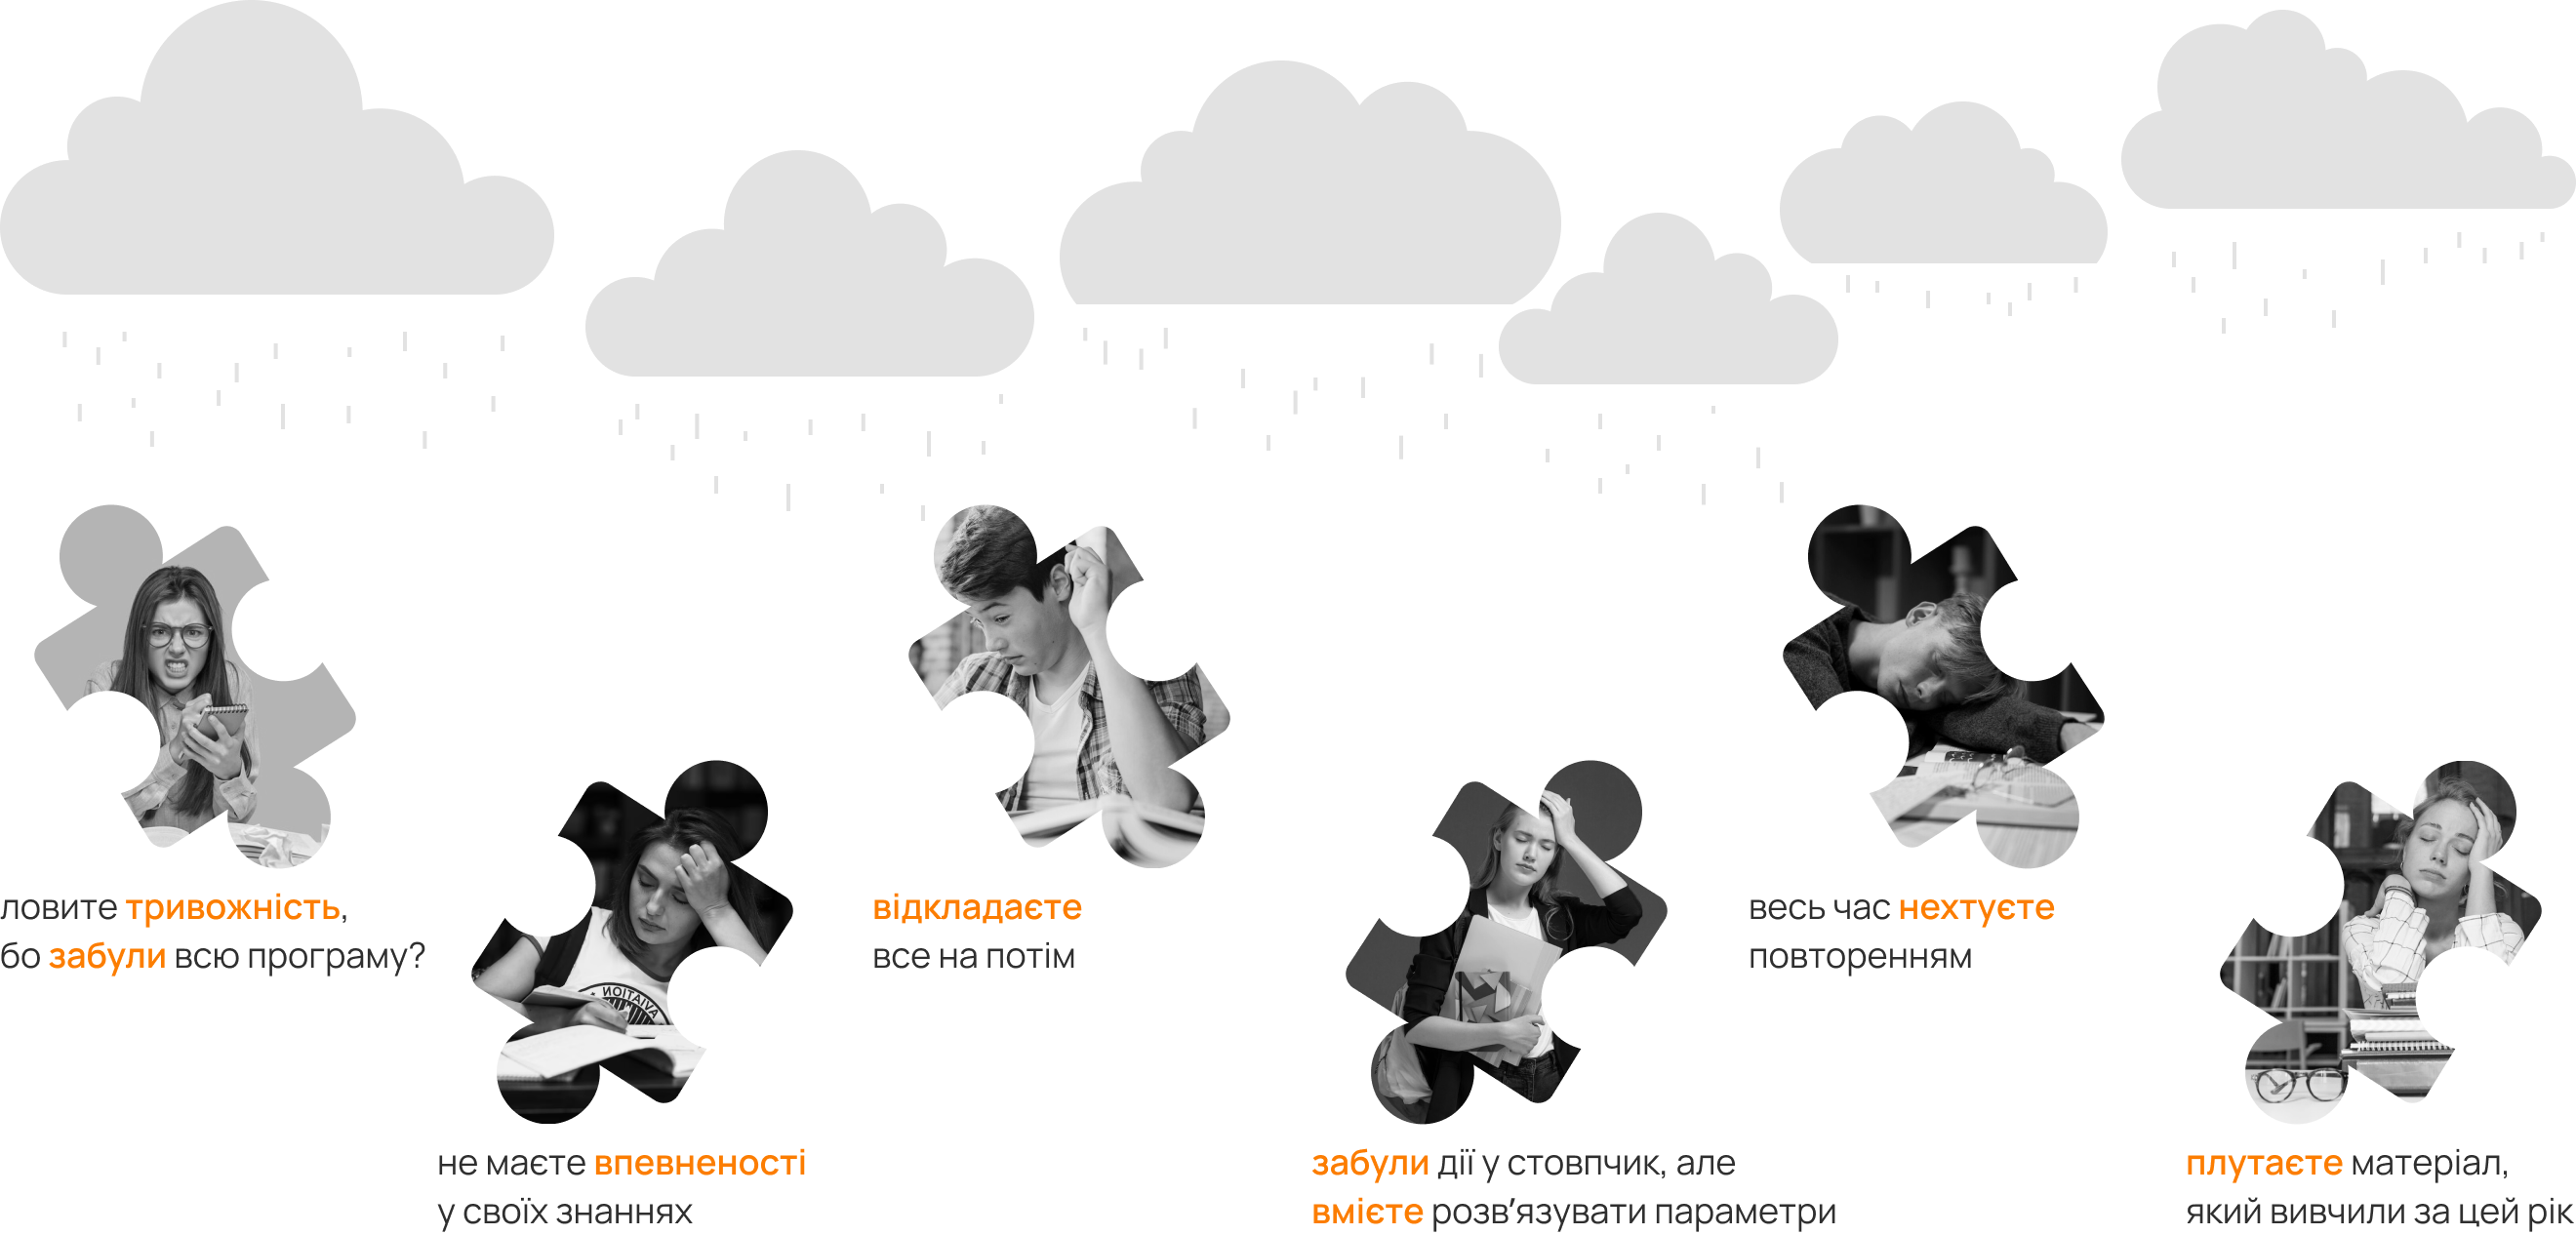 ловите тривожність,
бо забули всю програму?
не маєте впевненості
у своїх знаннях
відкладаєте
все на потім
забули дії у стовпчик, але
вмієте розв’язувати параметри
весь час нехтуєте
повторенням
плутаєте матеріал,
який вивчили за цей рік
AVIATION